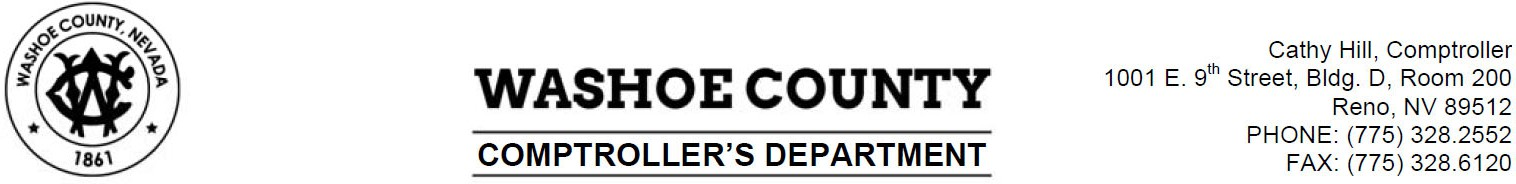 WASHOE COUNTY, NEVADA
1861
WASHOE COUNTY
COMPTROLLER'S DEPARTMENT
Cathy Hill, Comptroller
1001 E. 9th Street, Bldg. D, Room 200
Reno, NV 89512
PHONE: (775) 328.2552
FAX: (775) 328.6120